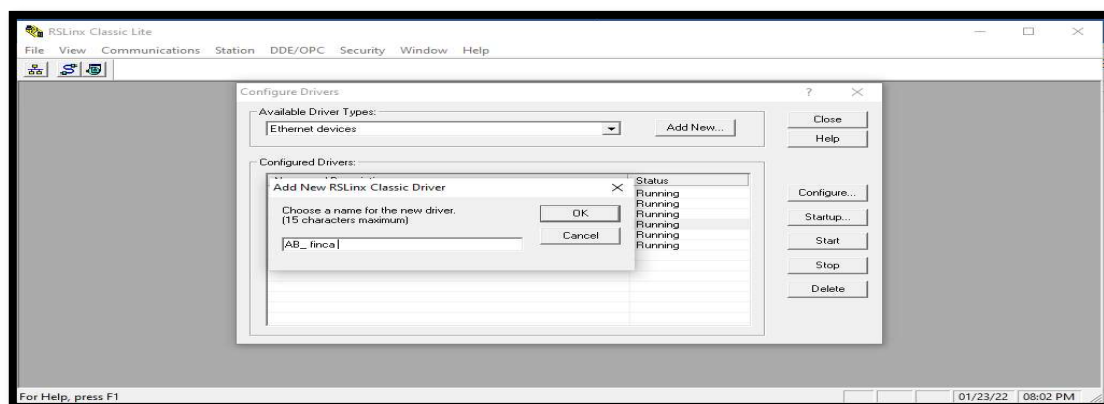 RSLinx Classic Lite
File View Communications Station DDE/OPC Security Window Help
Configure Drivers ?
Available Driver Types:
Ethernet devices Add New... Close
Help
Configured Drivers:
Status
Add New RSLinx Classic Driver Running Configure...
Running
Choose a name for the new driver. OK Running Startup...
(15 characters maximum) Running
Cancel Running Start
AB_ finca
Stop
Delete
For Help, press F1 01/23/22 08:02 PM